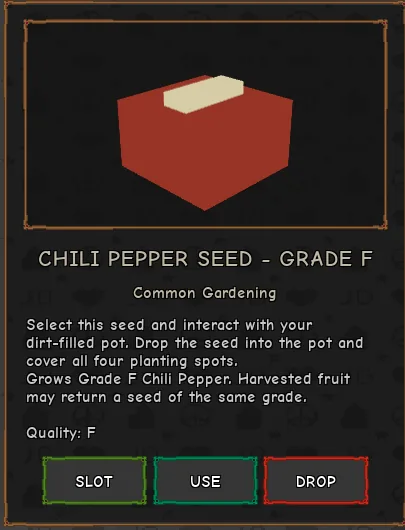 CHILI PEPPER SEED - GRADE F
Common Gardening
Select this seed and interact with your
dirt-filled pot. Drop the seed into the pot and
cover all four planting spots.
Grows Grade F Chili Pepper. Harvested fruit
may return a seed of the same grade.
Quality: F
SLOT USE DROP